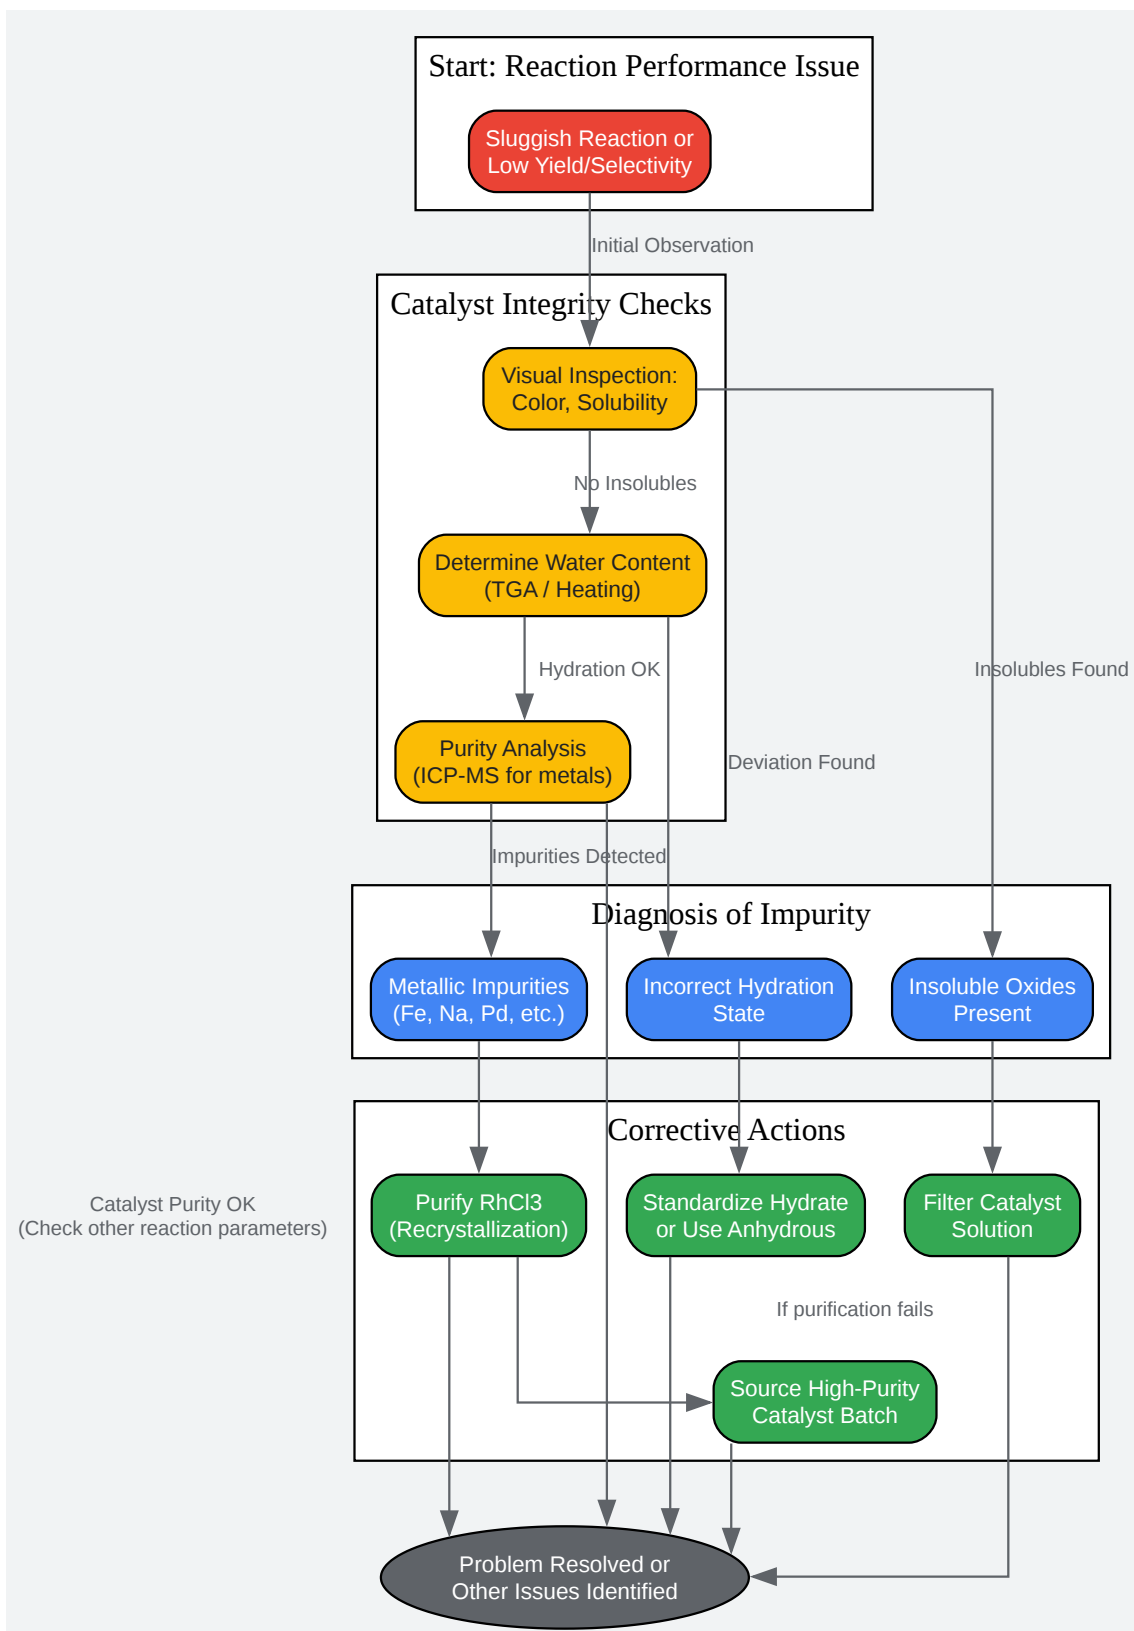 Start: Reaction Performance Issue
Sluggish Reaction or
Low Yield/Selectivity
Initial Observation
Catalyst Integrity Checks
Visual Inspection:
Color, Solubility
No Insolubles
Determine Water Content
(TGA / Heating)
Hydration OK
Insolubles Found
Purity Analysis
(ICP-MS for metals)
Deviation Found
Impurities Detected
Diagnosis of Impurity
Metallic Impurities
(Fe, Na, Pd, etc.)
Incorrect Hydration
State
Insoluble Oxides
Present
Corrective Actions
Catalyst Purity OK
(Check other reaction parameters)
Purify RhCl3
(Recrystallization)
Standardize Hydrate
or Use Anhydrous
Filter Catalyst
Solution
If purification fails
Source High-Purity
Catalyst Batch
Problem Resolved or
Other Issues Identified